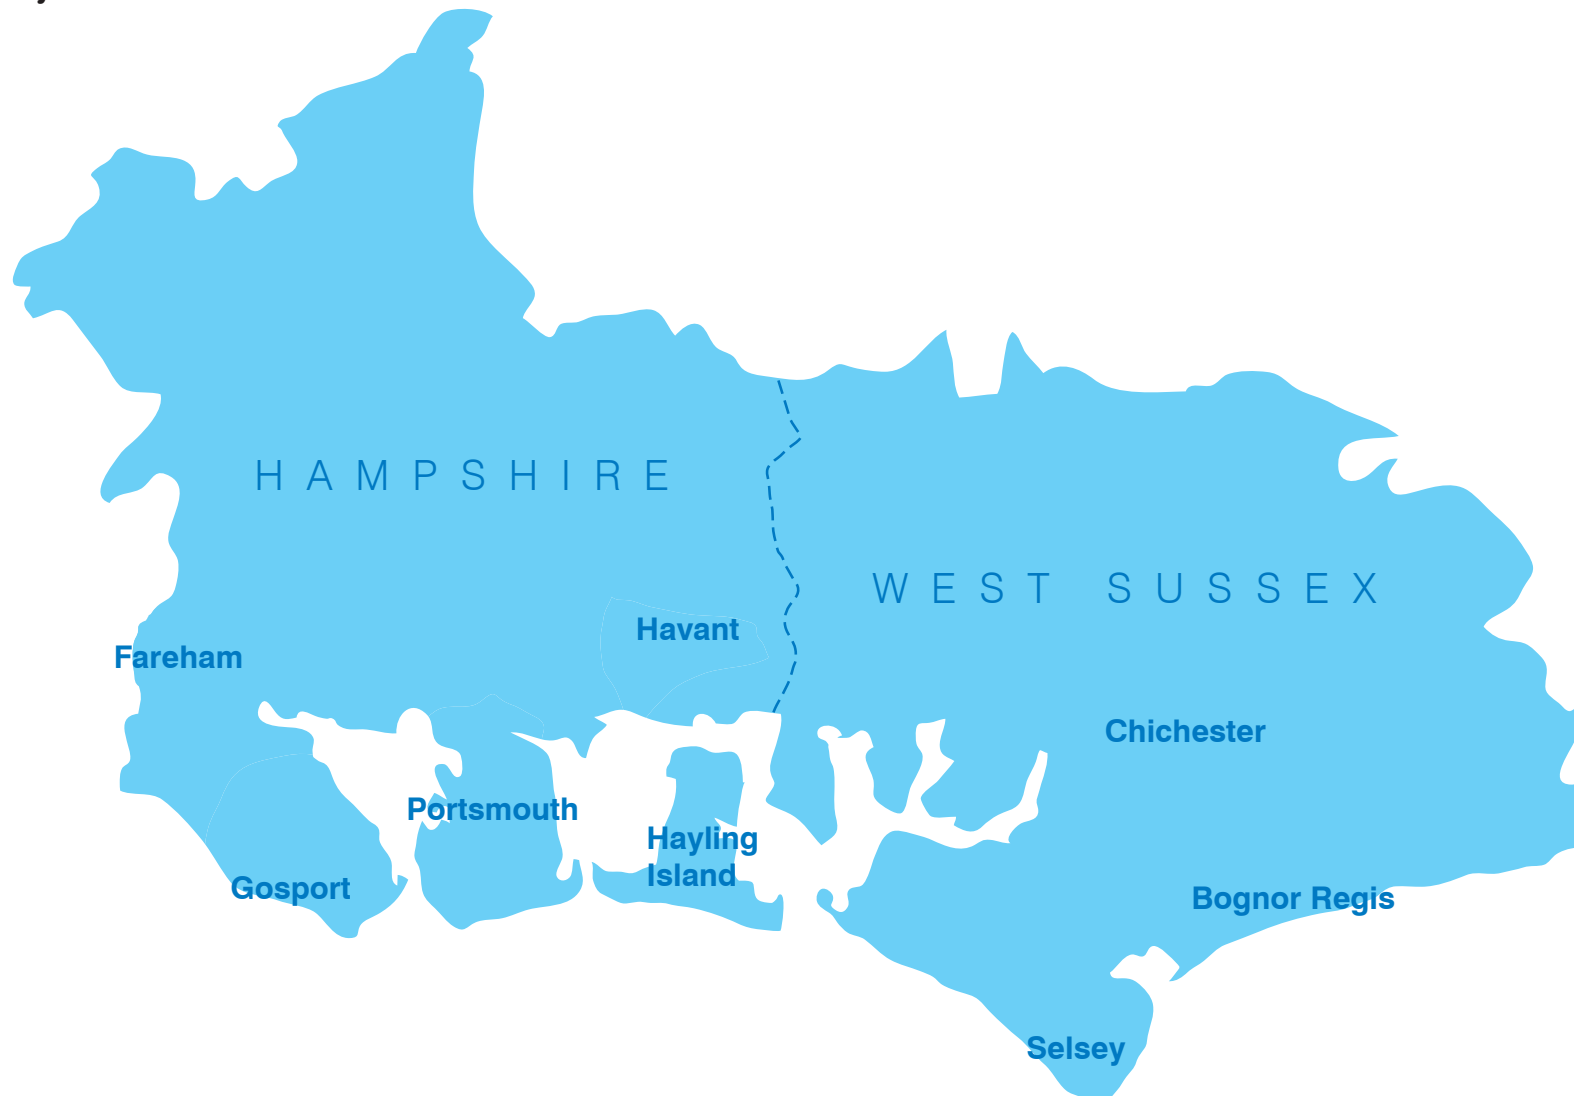 HAMPSHIRE
WEST SUSSEX
Havant
Fareham
Chichester
Portsmouth
Hayling
Island
Gosport
Bognor Regis
Selsey